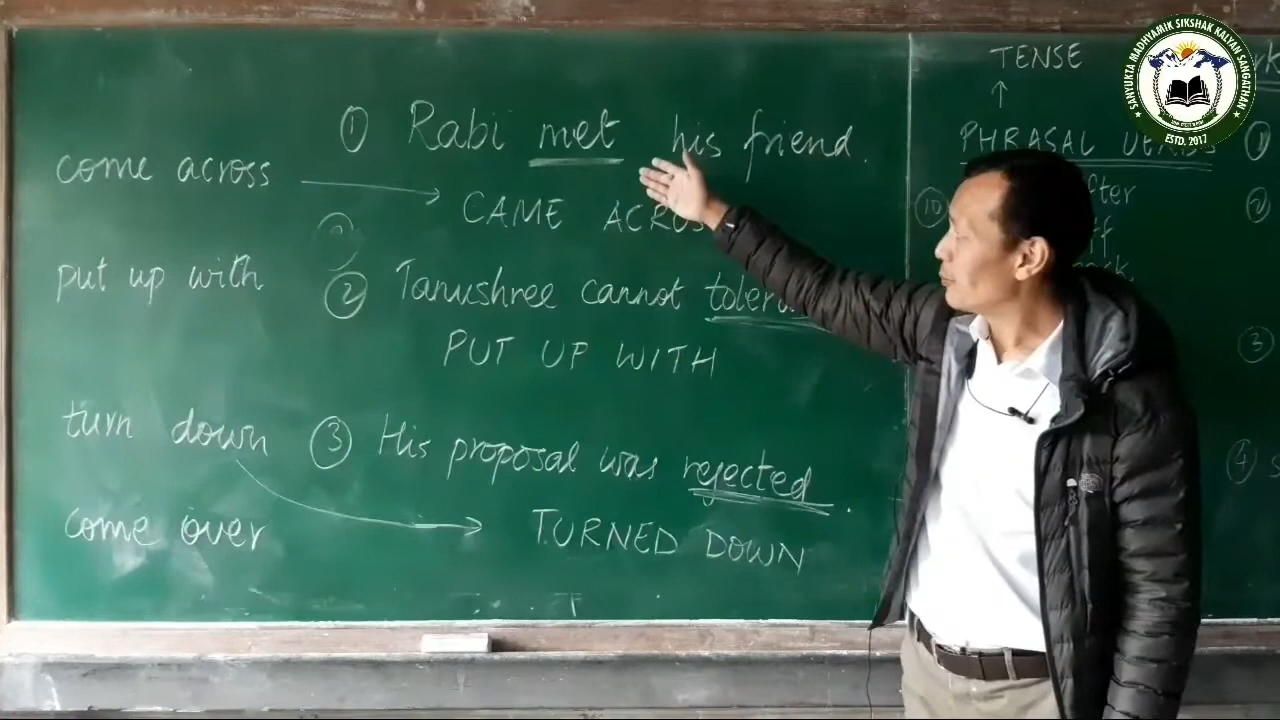 ① Rabi met his friend.
come across
CAME ACROSS
put up with
② Tanushree cannot
PUT UP WITH
turn down
③ His proposal was rejected.
come over
TURNED DOWN
TENSE
PHRASAL
⑩
①
②
③
④
SANYUKTA MADHYAMIK SIKSHAK KALYAN SANGATHAN
ESTD. 2017